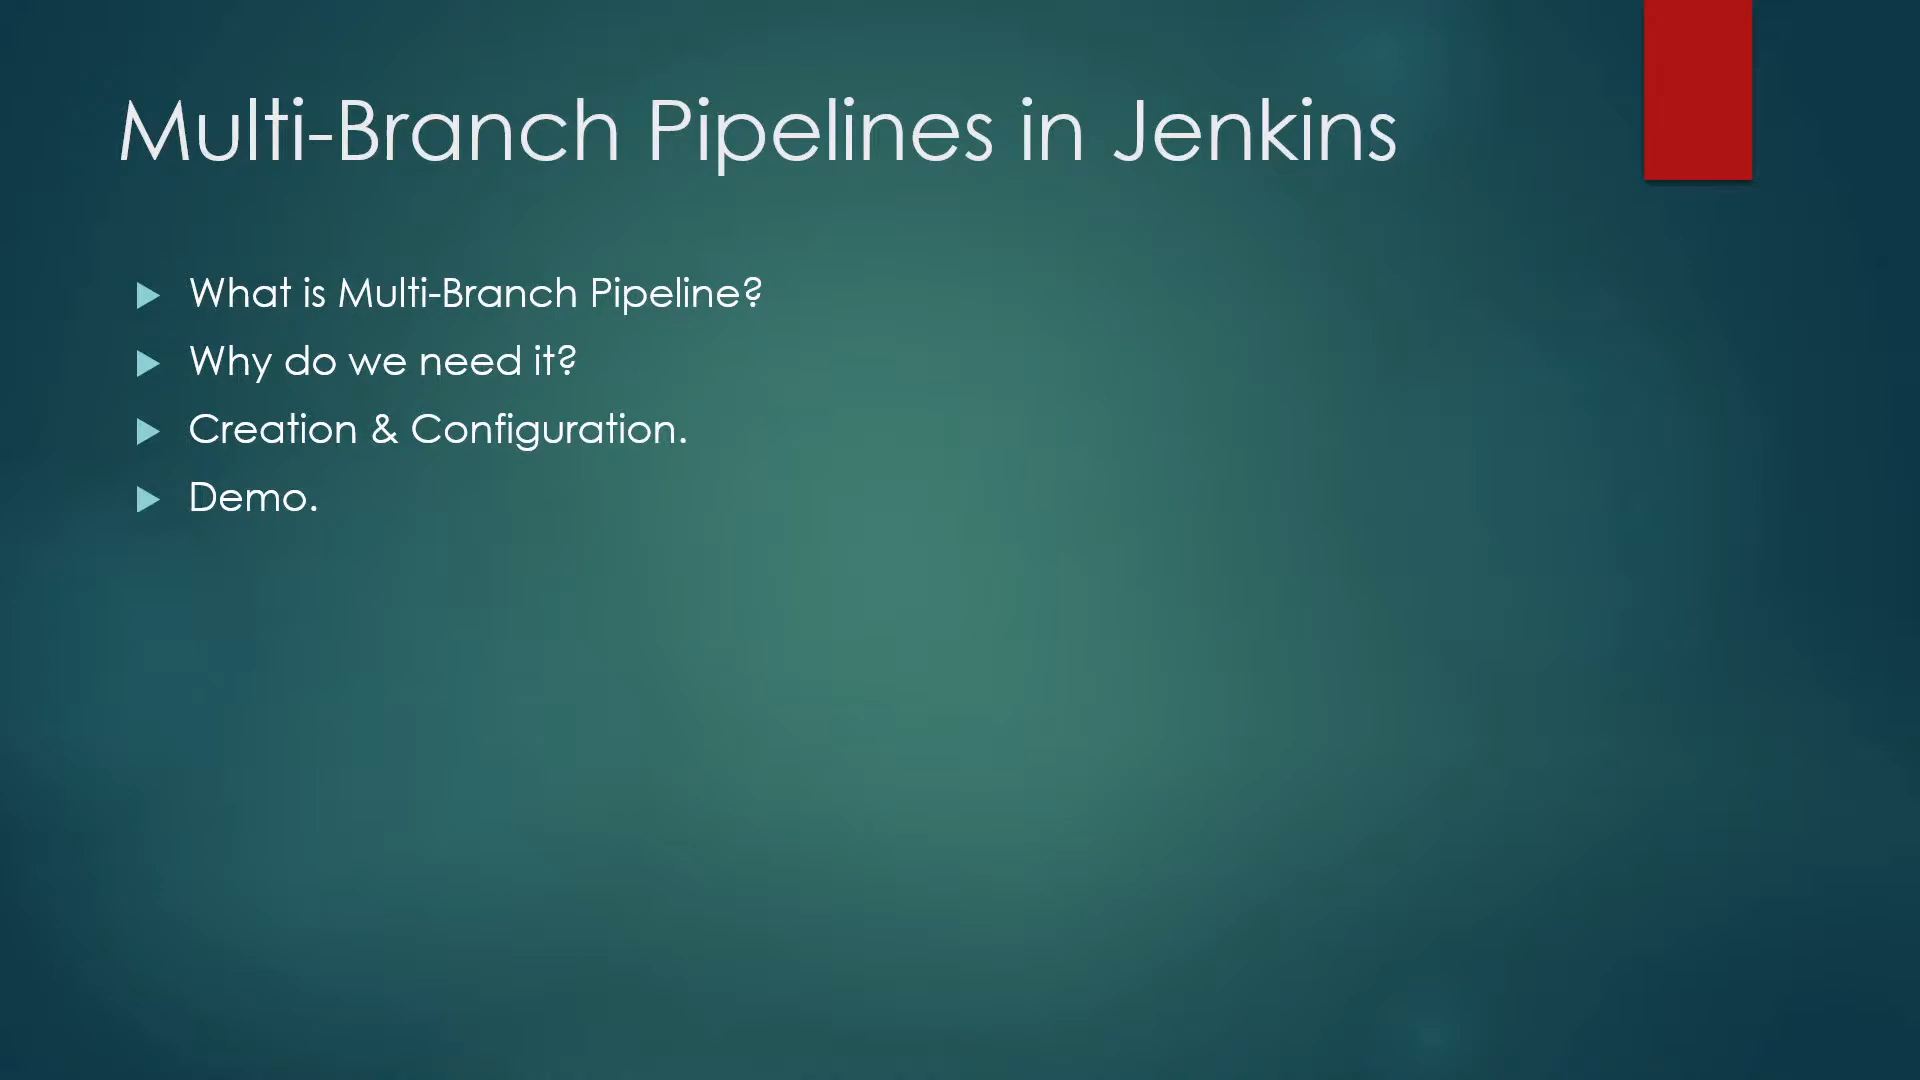 Multi-Branch Pipelines in Jenkins
What is Multi-Branch Pipeline?
Why do we need it?
Creation & Configuration.
Demo.